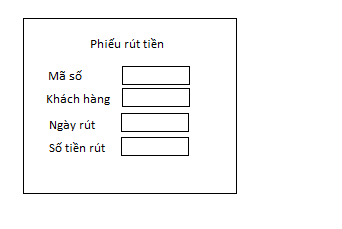 Phiếu rút tiền
Mã số
Khách hàng
Ngày rút
Số tiền rút